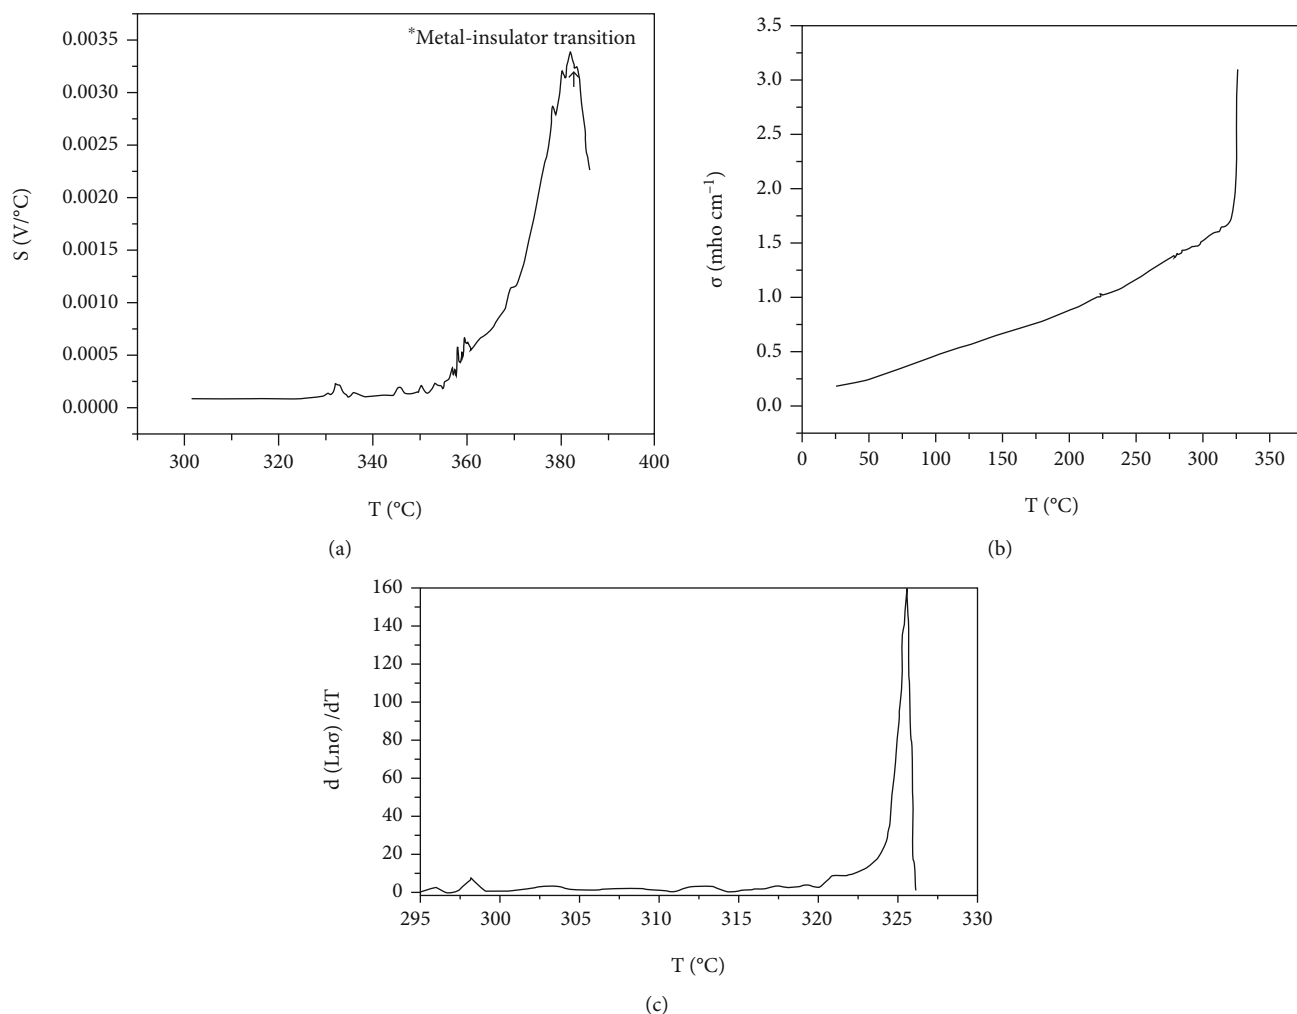 *Metal-insulator transition
0.0035
0.0030
0.0025
0.0020
0.0015
0.0010
0.0005
0.0000
S (V/°C)
300 320 340 360 380 400
T (°C)
(a)
3.5
3.0
2.5
2.0
1.5
1.0
0.5
0.0
σ (mho cm⁻¹)
0 50 100 150 200 250 300 350
T (°C)
(b)
160
140
120
100
80
60
40
20
0
d (Lnσ) /dT
295 300 305 310 315 320 325 330
T (°C)
(c)